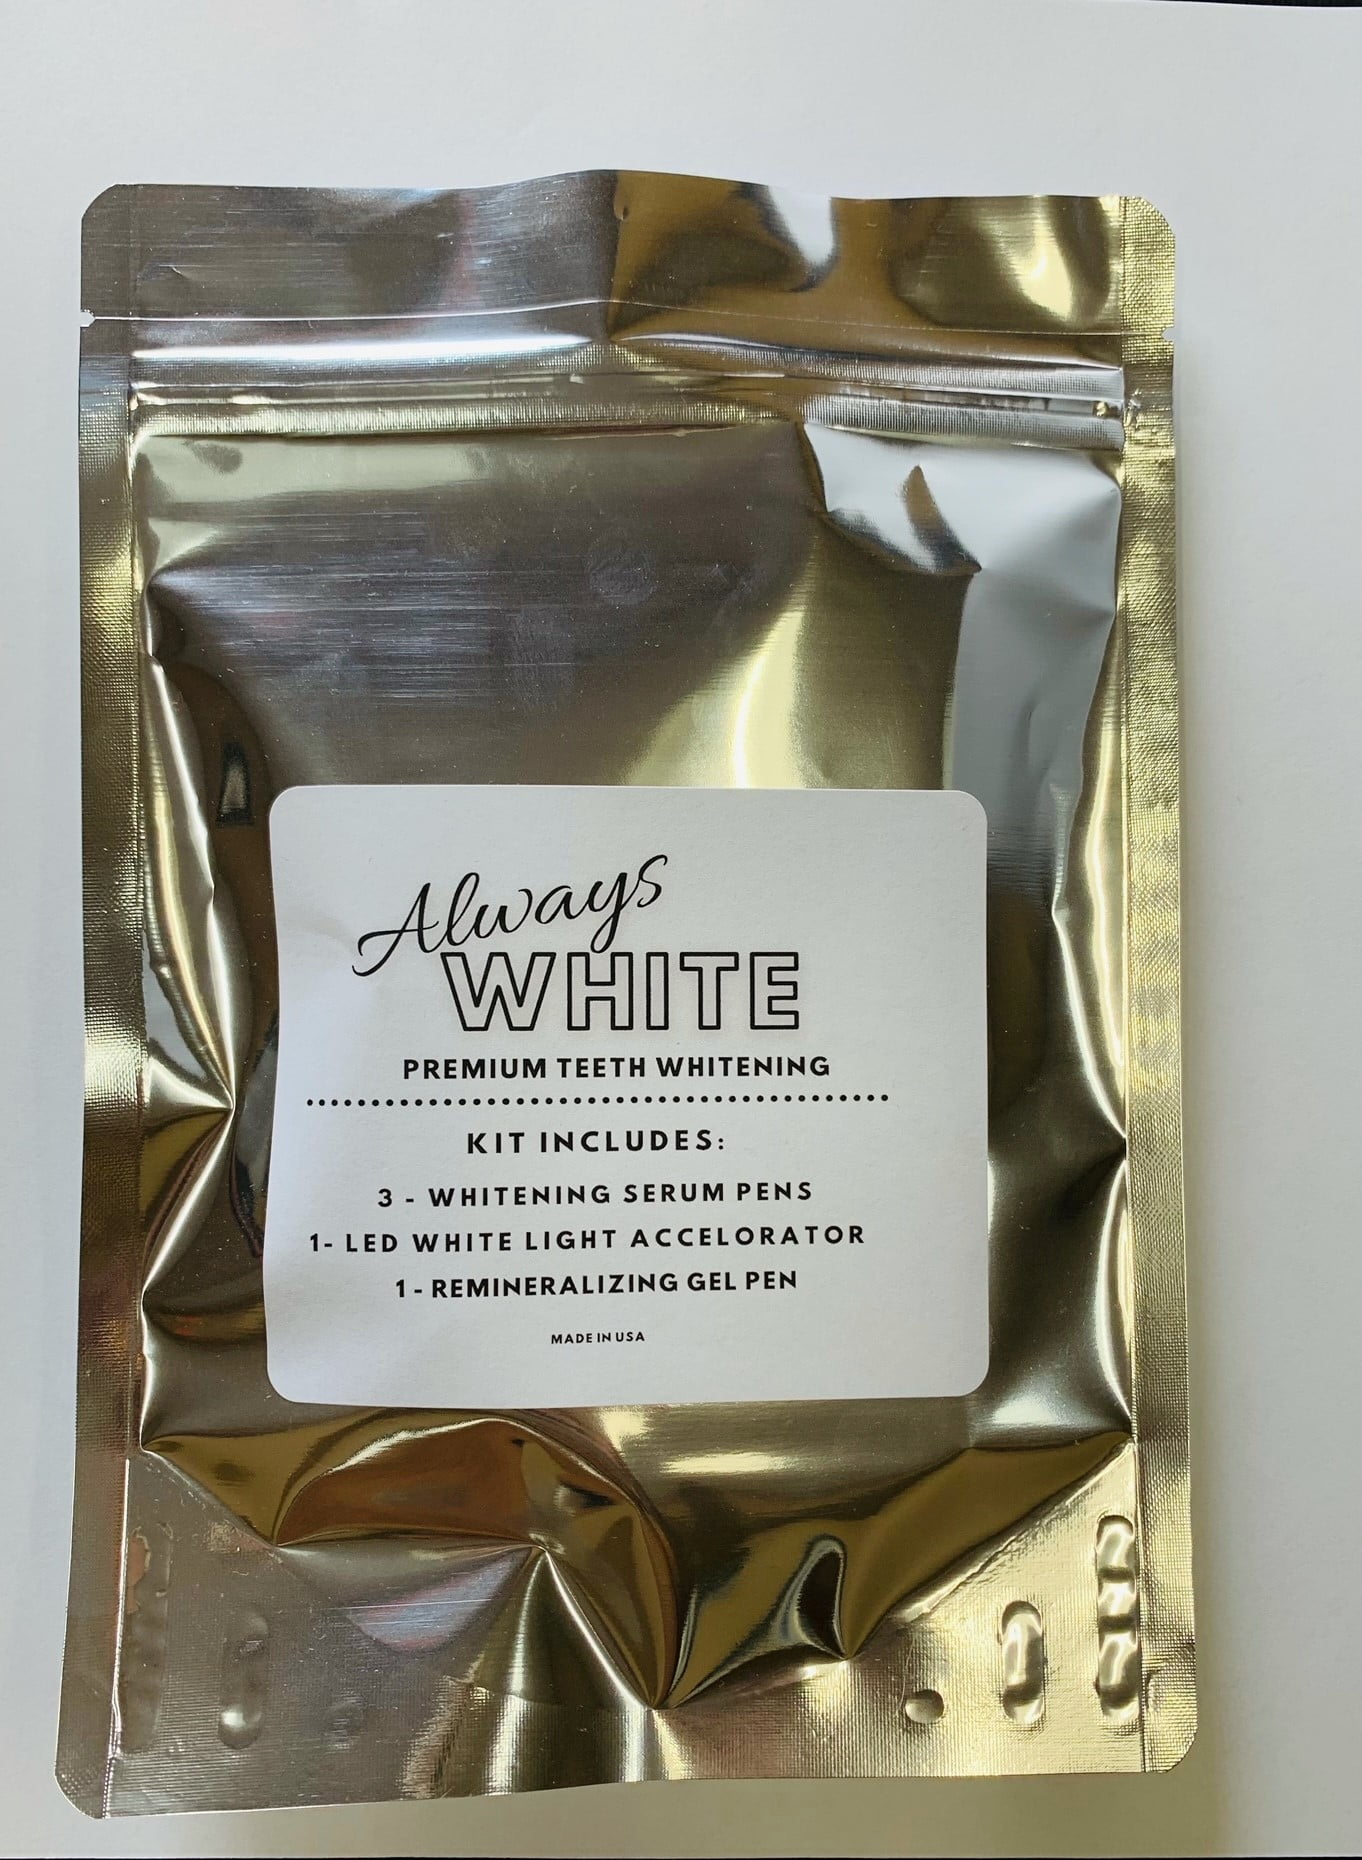 Always
WHITE
PREMIUM TEETH WHITENING
KIT INCLUDES:
3 - WHITENING SERUM PENS
1- LED WHITE LIGHT ACCELORATOR
1 - REMINERALIZING GEL PEN
MADE IN USA